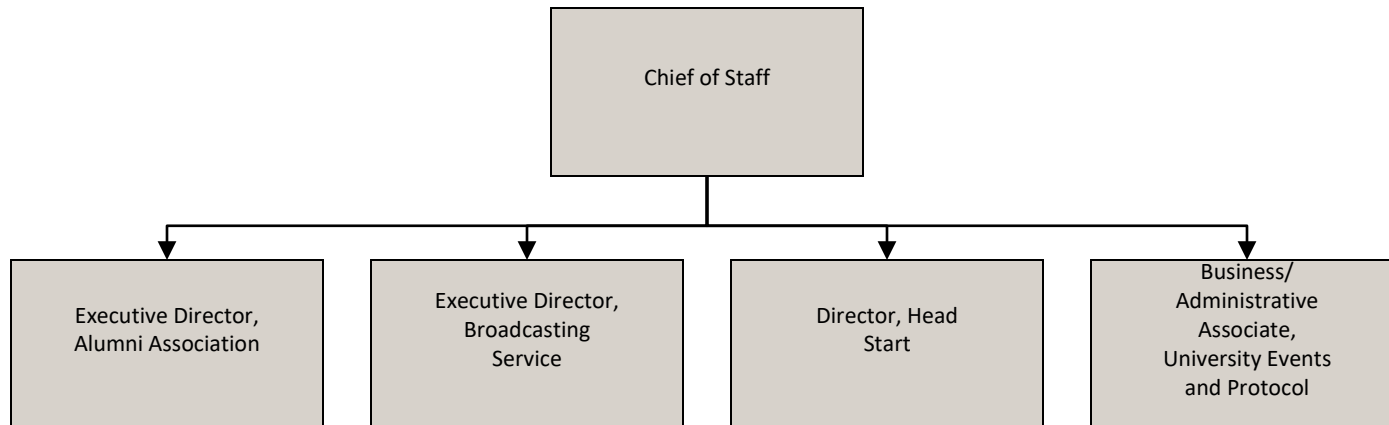 Chief of Staff
Executive Director,
Alumni Association
Executive Director,
Broadcasting
Service
Director, Head
Start
Business/
Administrative
Associate,
University Events
and Protocol